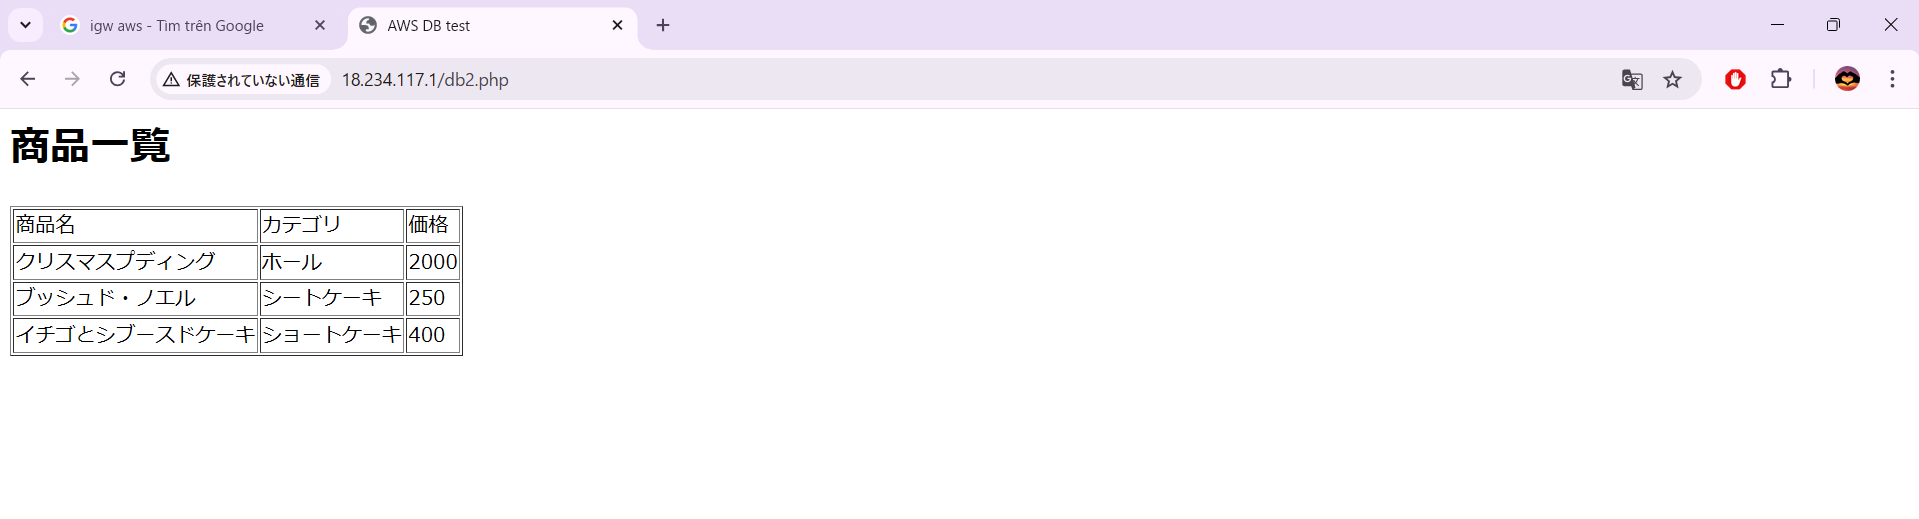 igw aws - Tìm trên Google
AWS DB test
保護されていない通信 18.234.117.1/db2.php
商品一覧
商品名 カテゴリ 価格
クリスマスプディング ホール 2000
ブッシュド・ノエル シートケーキ 250
イチゴとシブースドケーキ ショートケーキ 400